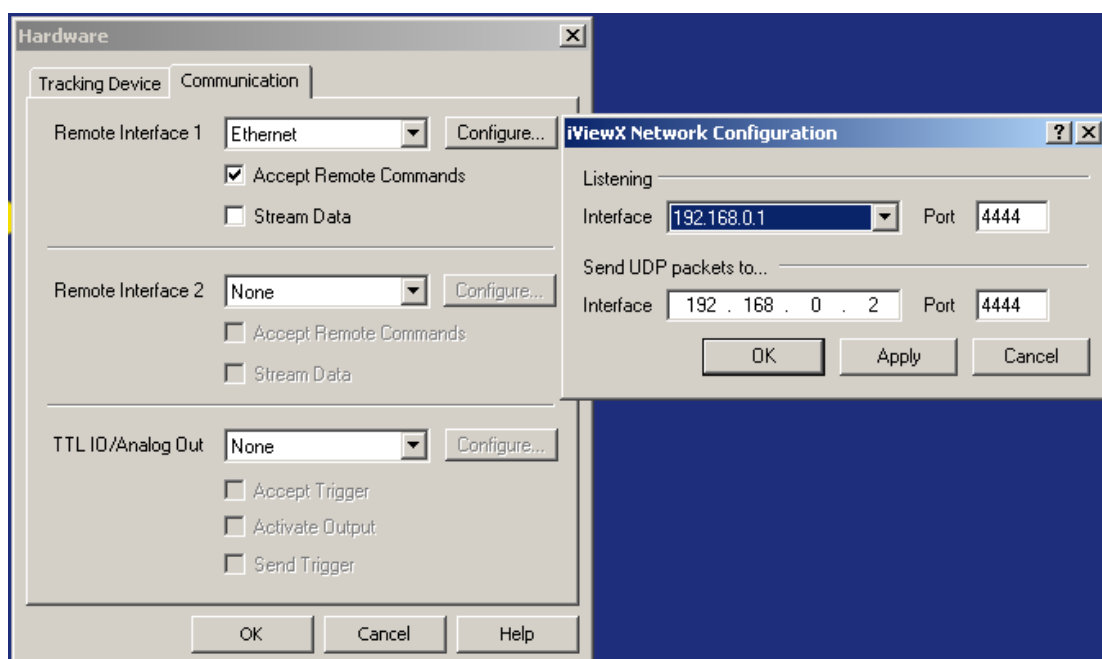 Hardware
Tracking Device Communication
Remote Interface 1 Ethernet Configure...
Accept Remote Commands
Stream Data
Remote Interface 2 None Configure...
Accept Remote Commands
Stream Data
TTL IO/Analog Out None Configure...
Accept Trigger
Activate Output
Send Trigger
OK Cancel Help
iViewX Network Configuration
Listening
Interface 192.168.0.1 Port 4444
Send UDP packets to...
Interface 192 . 168 . 0 . 2 Port 4444
OK Apply Cancel